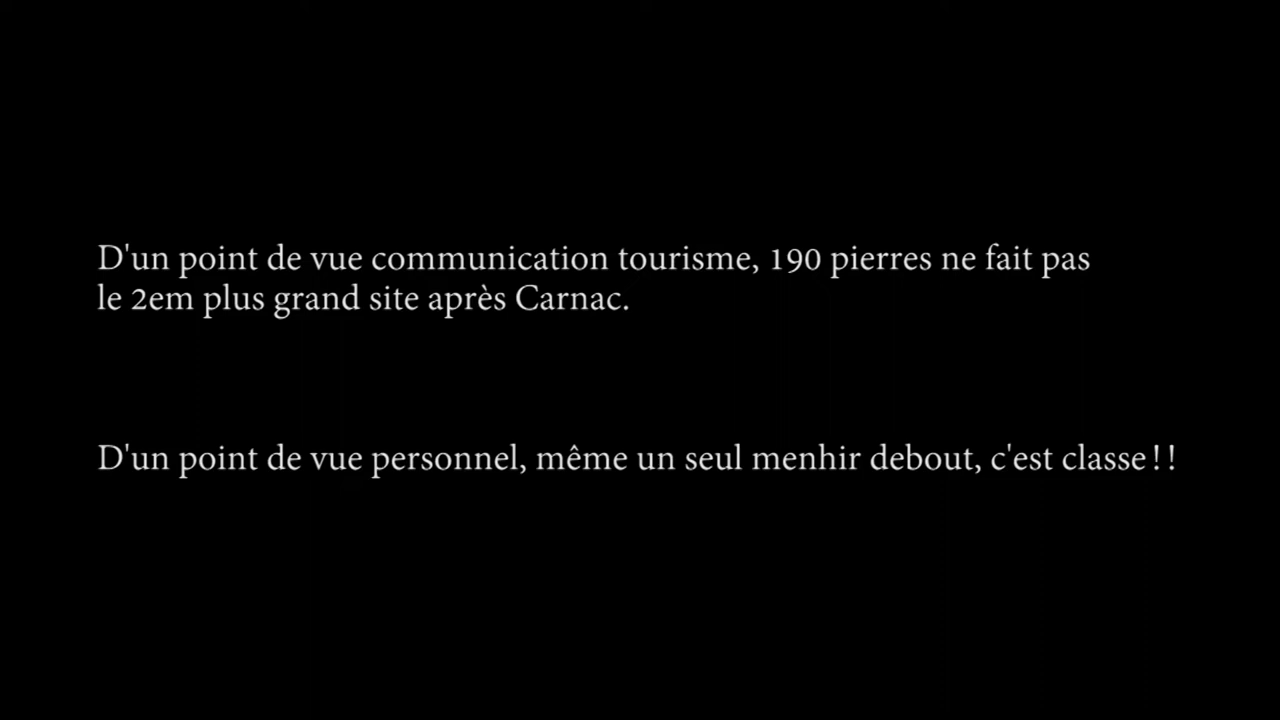 D'un point de vue communication tourisme, 190 pierres ne fait pas
le 2em plus grand site après Carnac.
D'un point de vue personnel, même un seul menhir debout, c'est classe ! !